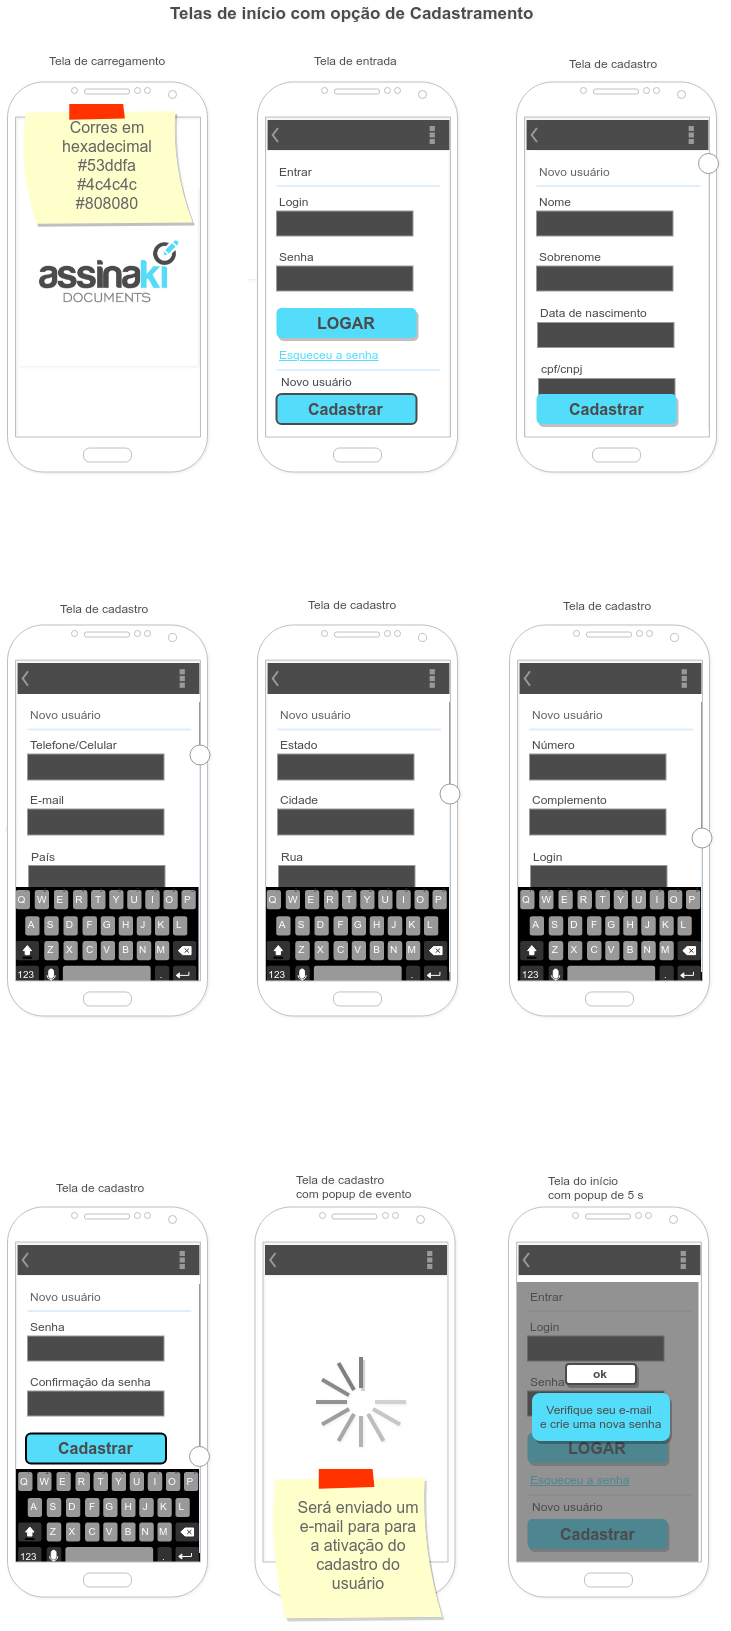 Telas de início com opção de Cadastramento
Tela de carregamento
Corres em
hexadecimal
#53ddfa
#4c4c4c
#808080
assinaki
DOCUMENTS
Tela de entrada
Entrar
Login
Senha
LOGAR
Esqueceu a senha
Novo usuário
Cadastrar
Tela de cadastro
Novo usuário
Nome
Sobrenome
Data de nascimento
cpf/cnpj
Cadastrar
Tela de cadastro
Novo usuário
Telefone/Celular
E-mail
País
Q W E R T Y U I O P
A S D F G H J K L
Z X C V B N M
123 .
Tela de cadastro
Novo usuário
Estado
Cidade
Rua
Q W E R T Y U I O P
A S D F G H J K L
Z X C V B N M
123 .
Tela de cadastro
Novo usuário
Número
Complemento
Login
Q W E R T Y U I O P
A S D F G H J K L
Z X C V B N M
123 .
Tela de cadastro
Novo usuário
Senha
Confirmação da senha
Cadastrar
Q W E R T Y U I O P
A S D F G H J K L
Z X C V B N M
123 .
Tela de cadastro
com popup de evento
Será enviado um
e-mail para para
a ativação do
cadastro do
usuário
Tela do início
com popup de 5 s
Entrar
Login
ok
Senha
Verifique seu e-mail
e crie uma nova senha
LOGAR
Esqueceu a senha
Novo usuário
Cadastrar